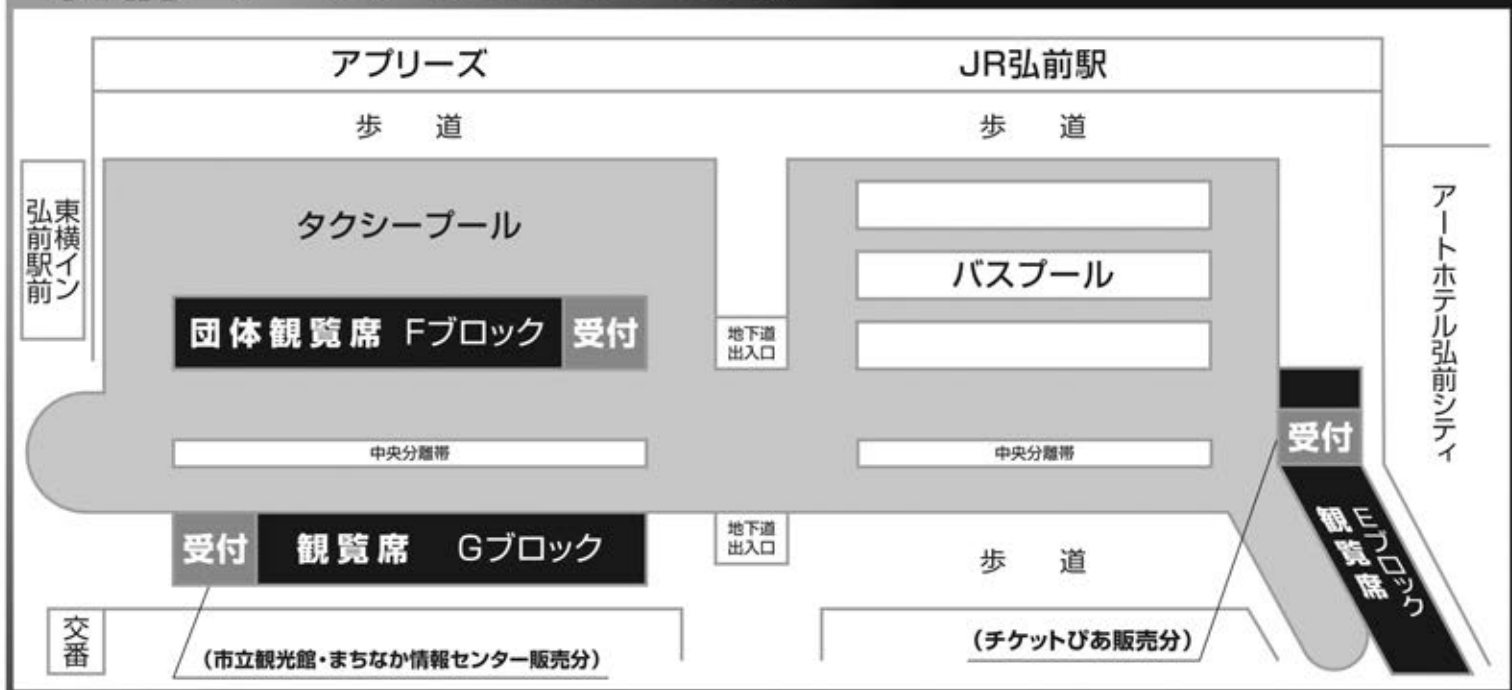 アプリーズ
JR弘前駅
歩 道
歩 道
東横イン
弘前駅前
タクシープール
バスプール
アートホテル弘前シティ
団体観覧席 Fブロック 受付
地下道
出入口
中央分離帯
中央分離帯
受付
Eブロック
観覧席
受付 観覧席 Gブロック
地下道
出入口
歩 道
交番
(市立観光館・まちなか情報センター販売分)
(チケットぴあ販売分)